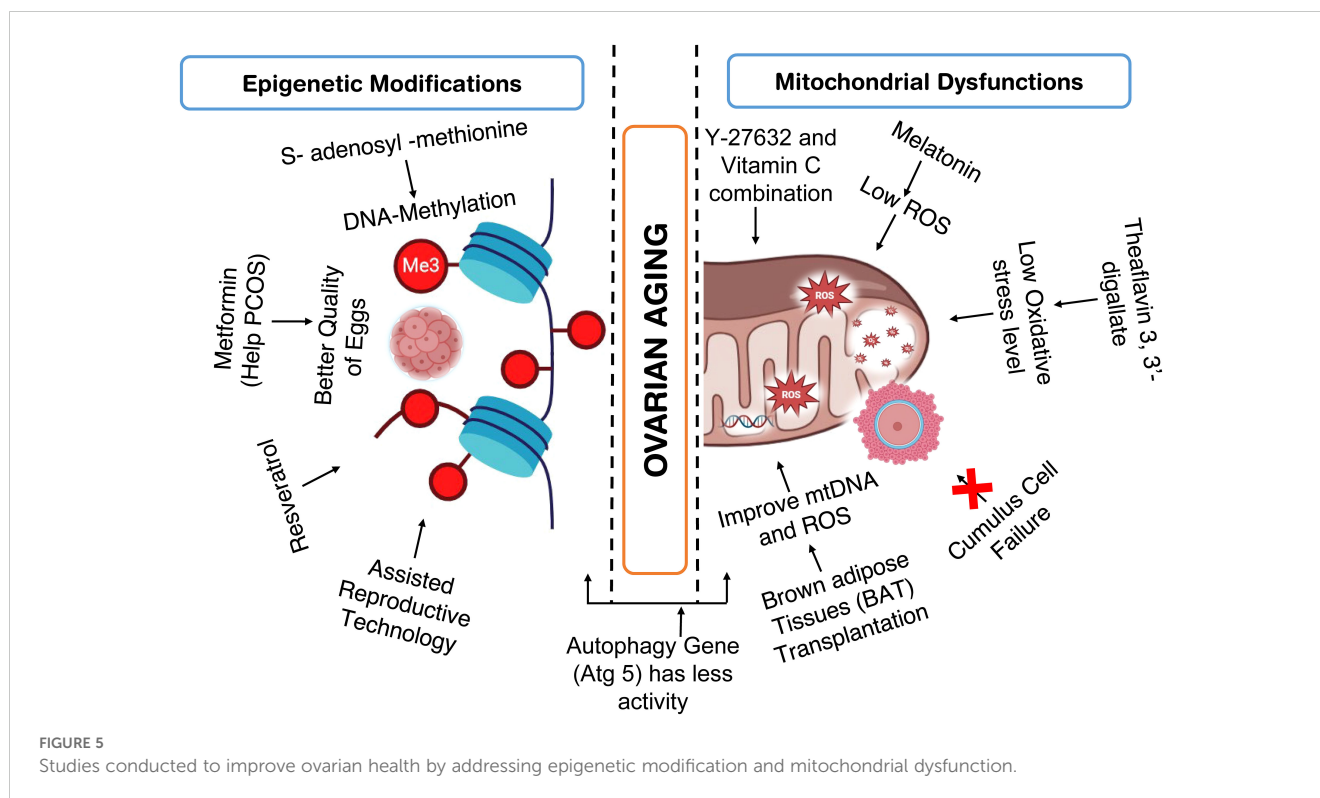 Epigenetic Modifications
S- adenosyl -methionine
DNA-Methylation
Me3
Metformin
(Help PCOS)
Better Quality
of Eggs
Resveratrol
Assisted
Reproductive
Technology
OVARIAN AGING
Mitochondrial Dysfunctions
Y-27632 and
Vitamin C
combination
Melatonin
Low ROS
ROS
ROS
Low Oxidative
stress level
Theaflavin 3, 3’-
digallate
Improve mtDNA
and ROS
Brown adipose
Tissues (BAT)
Transplantation
Cumulus Cell
Failure
Autophagy Gene
(Atg 5) has less
activity
FIGURE 5
Studies conducted to improve ovarian health by addressing epigenetic modification and mitochondrial dysfunction.